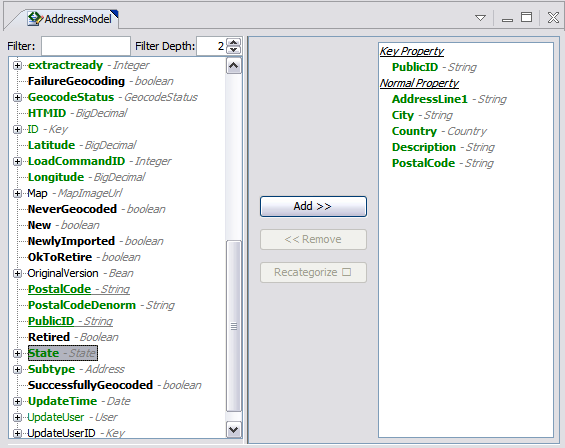 AddressModel
Filter:
Filter Depth: 2
extractready - Integer
FailureGeocoding - boolean
GeocodeStatus - GeocodeStatus
HTMID - BigDecimal
ID - Key
Latitude - BigDecimal
LoadCommandID - Integer
Longitude - BigDecimal
Map - MapImageUrl
NeverGeocoded - boolean
New - boolean
NewlyImported - boolean
OkToRetire - boolean
OriginalVersion - Bean
PostalCode - String
PostalCodeDenorm - String
PublicID - String
Retired - Boolean
State - State
Subtype - Address
SuccessfullyGeocoded - boolean
UpdateTime - Date
UpdateUser - User
UpdateUserID - Key
Add >>
<< Remove
Recategorize
Key Property
PublicID - String
Normal Property
AddressLine1 - String
City - String
Country - Country
Description - String
PostalCode - String